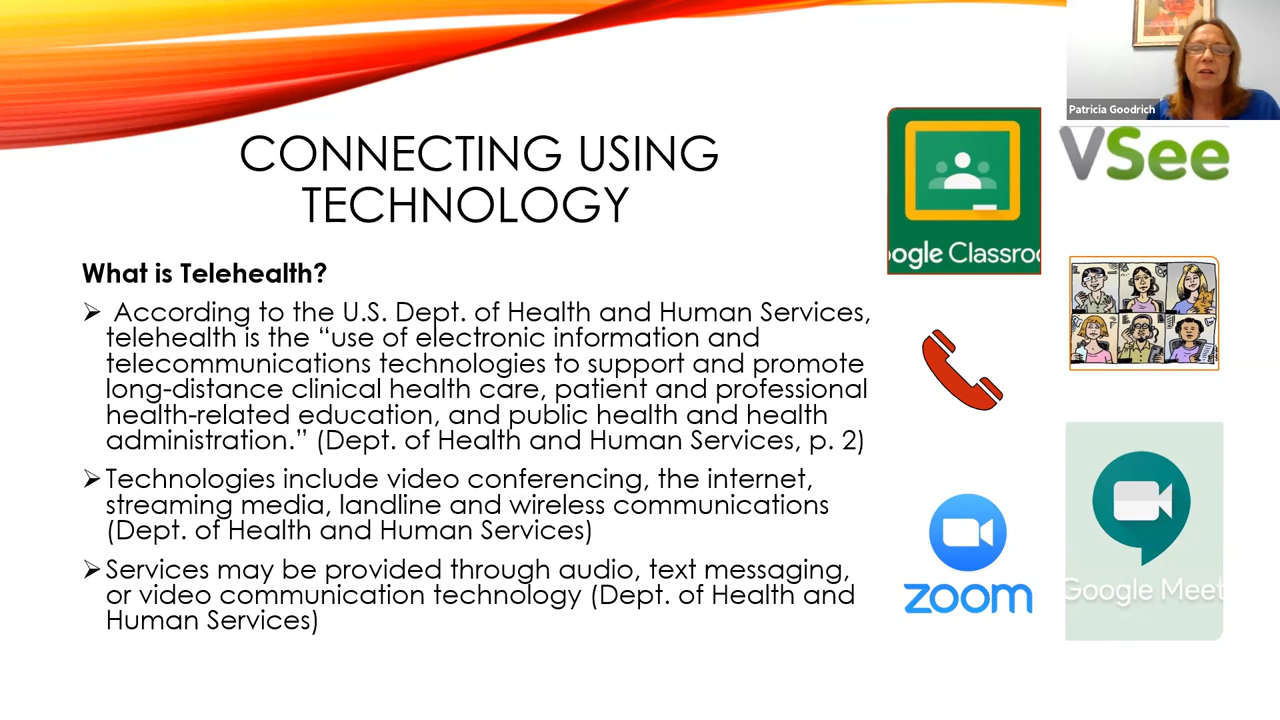 Patricia Goodrich
CONNECTING USING
TECHNOLOGY
VSee
ogle Classroo
What is Telehealth?
According to the U.S. Dept. of Health and Human Services,
telehealth is the “use of electronic information and
telecommunications technologies to support and promote
long-distance clinical health care, patient and professional
health-related education, and public health and health
administration.” (Dept. of Health and Human Services, p. 2)
Technologies include video conferencing, the internet,
streaming media, landline and wireless communications
(Dept. of Health and Human Services)
Services may be provided through audio, text messaging,
or video communication technology (Dept. of Health and
Human Services)
zoom
Google Meet